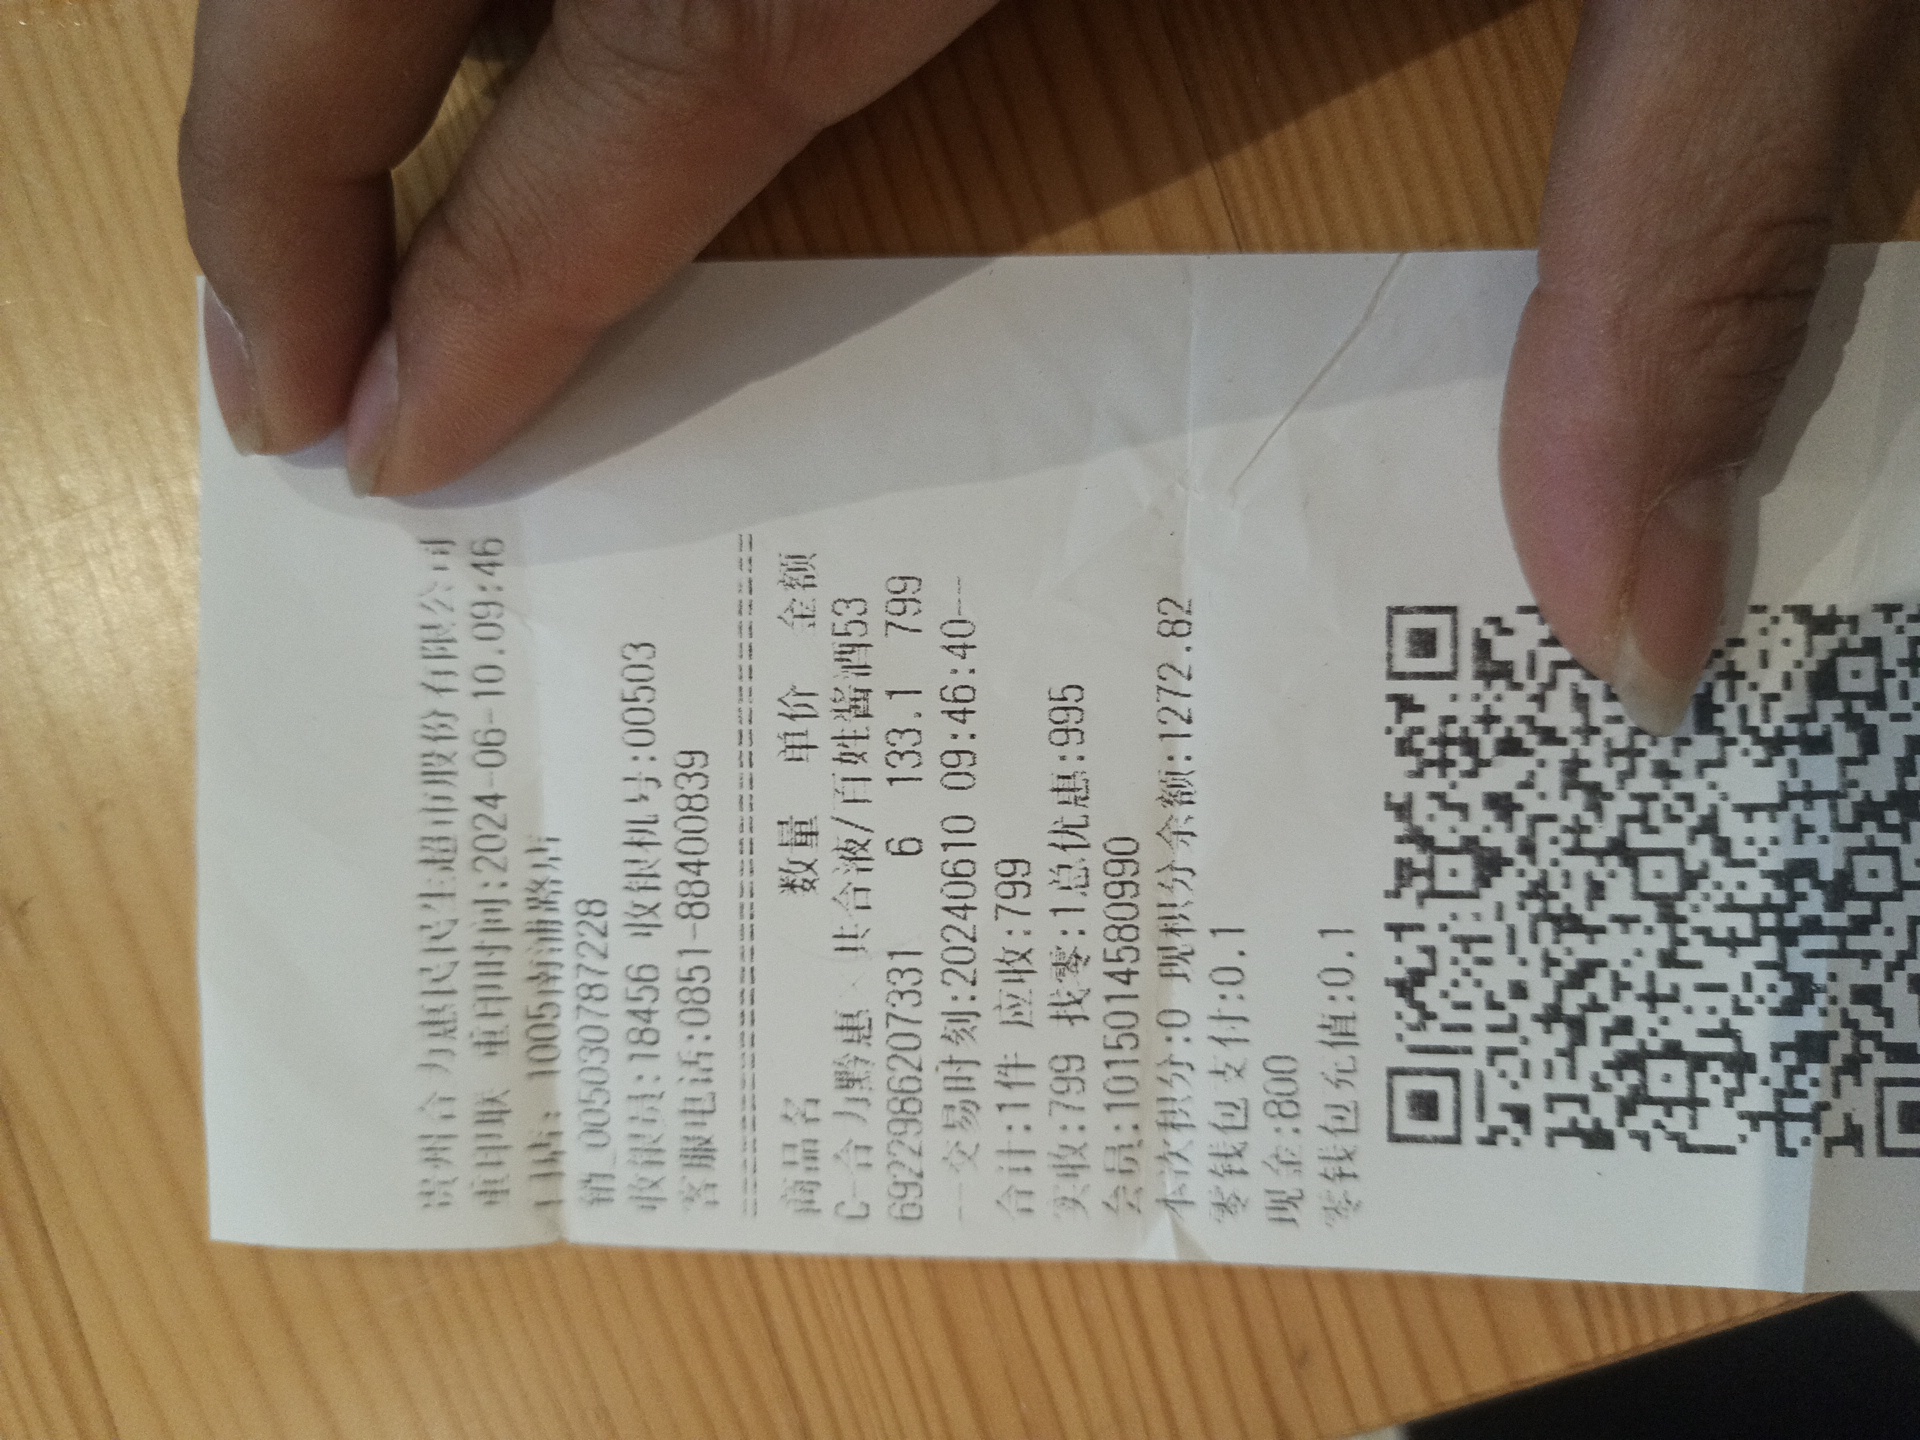 贵州合力惠民民生超市股份有限公司
重印联 重印时间:2024-06-10.09:46
门店: 1005南浦路店
销_00503078​7228
收银员:18456 收银机号:00503
客服电话:0851-88400839
================================
商品名 数量 单价 金额
C-合力黔惠 共合液/百姓酱酒53
6922986207331 6 133.1 799
---交易时刻:20240610 09:46:40---
合计:1件 应收:799
实收:799 找零:1总优惠:995
会员:1015014580990
本次积分:0 现积分余额:1272.82
零钱包支付:0.1
现金:800
零钱包充值:0.1